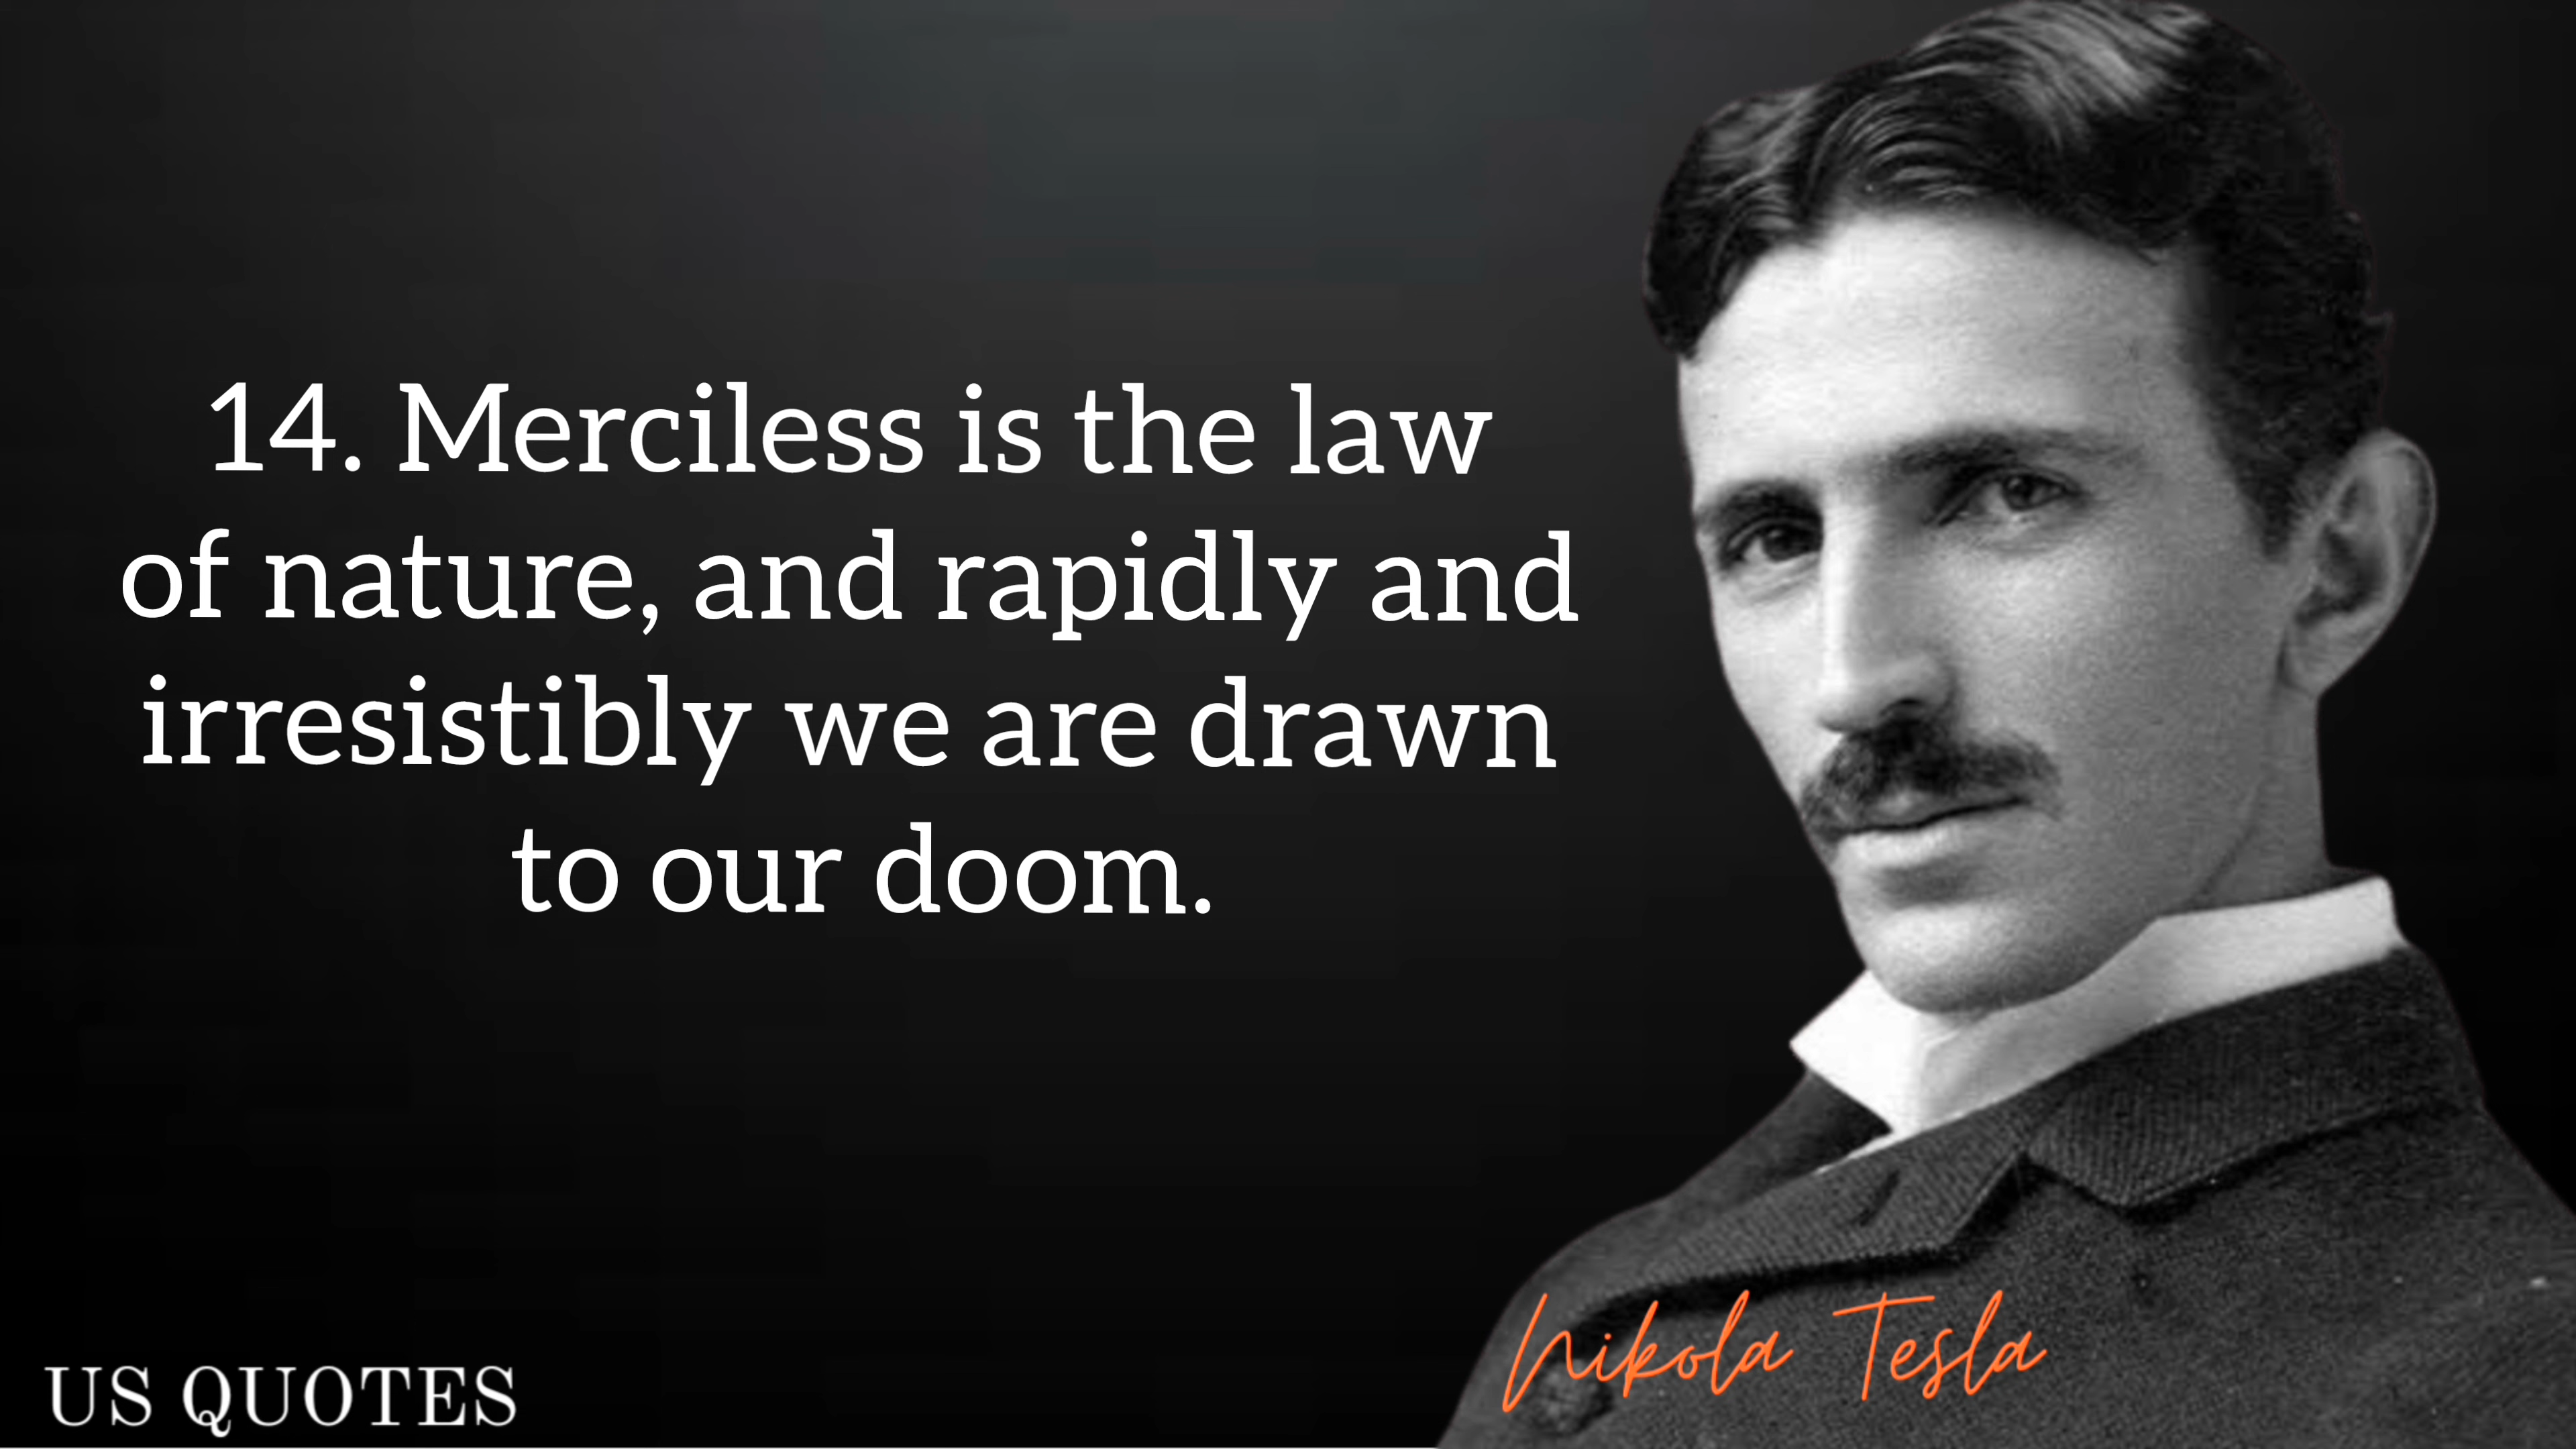 14. Merciless is the law
of nature, and rapidly and
irresistibly we are drawn
to our doom.
Nikola Tesla
US QUOTES